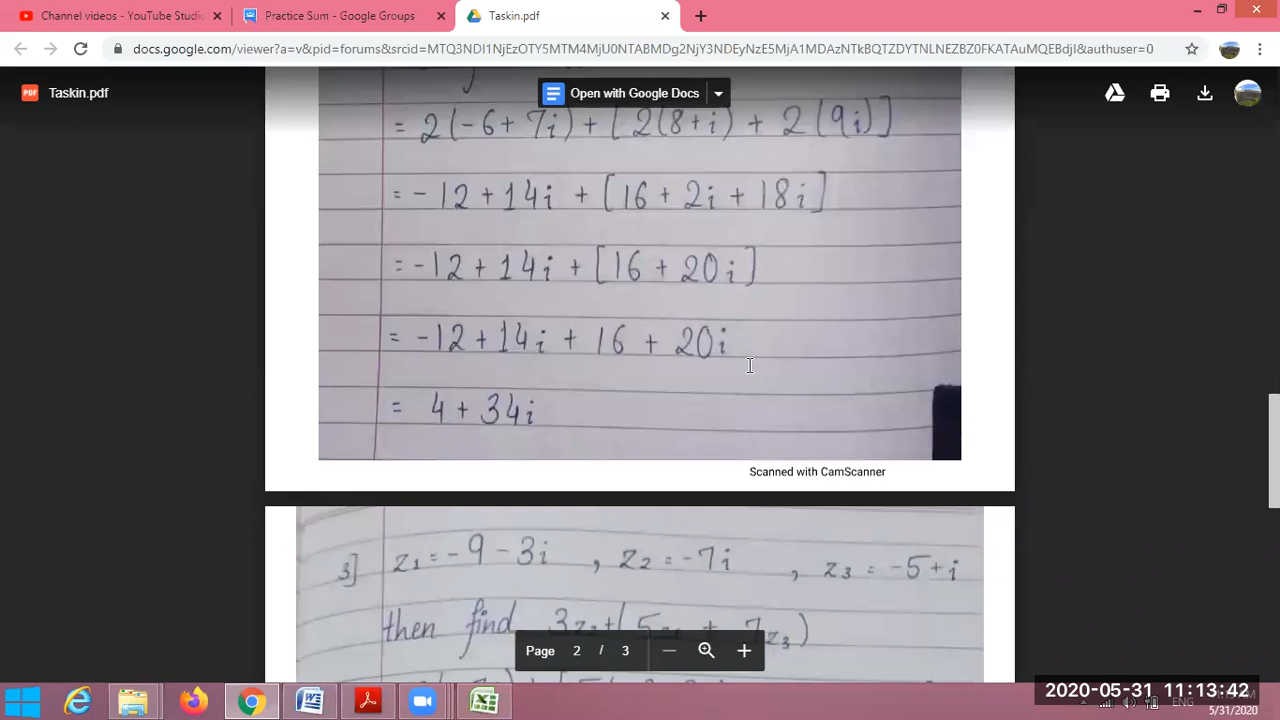 Channel videos - YouTube Studi
Practice Sum - Google Groups
Taskin.pdf
docs.google.com/viewer?a=v&pid=forums&srcid=MTQ3NDI1NjEzOTY5MTM4MjU0NTABMDg2NjY3NDEyNzE5MjA1MDAzNTkBQTZDYTNLNEZBZ0FKATAuMQEBdjI&authuser=0
Taskin.pdf
Open with Google Docs
= 2(-6+ 7i) + [ 2(8+i) + 2(9i)]
= - 12 + 14i + [16 + 2i + 18i]
= -12 + 14i + [16 + 20i]
= -12 + 14i + 16 + 20i
= 4 + 34i
Scanned with CamScanner
3] z₁ = -9 - 3i , z₂ = -7i , z₃ = -5 + i
then find + 7z₃)
Page 2 / 3
2020-05-31 11:13:42
ENG
5/31/2020